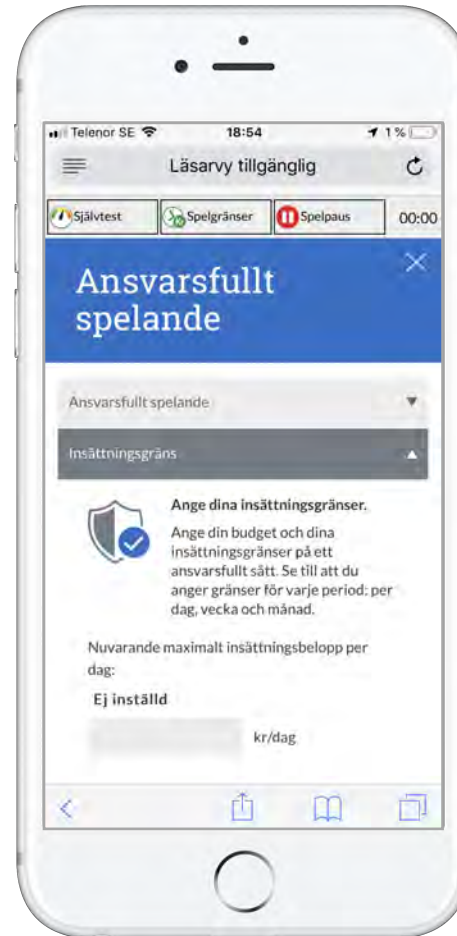 Telenor SE 18:54 1 %
Läsarvy tillgänglig
Självtest Spelgränser Spelpaus 00:00
Ansvarsfullt
spelande
Ansvarsfullt spelande
Insättningsgräns
Ange dina insättningsgränser.
Ange din budget och dina
insättningsgränser på ett
ansvarsfullt sätt. Se till att du
anger gränser för varje period: per
dag, vecka och månad.
Nuvarande maximalt insättningsbelopp per
dag:
Ej inställd
kr/dag